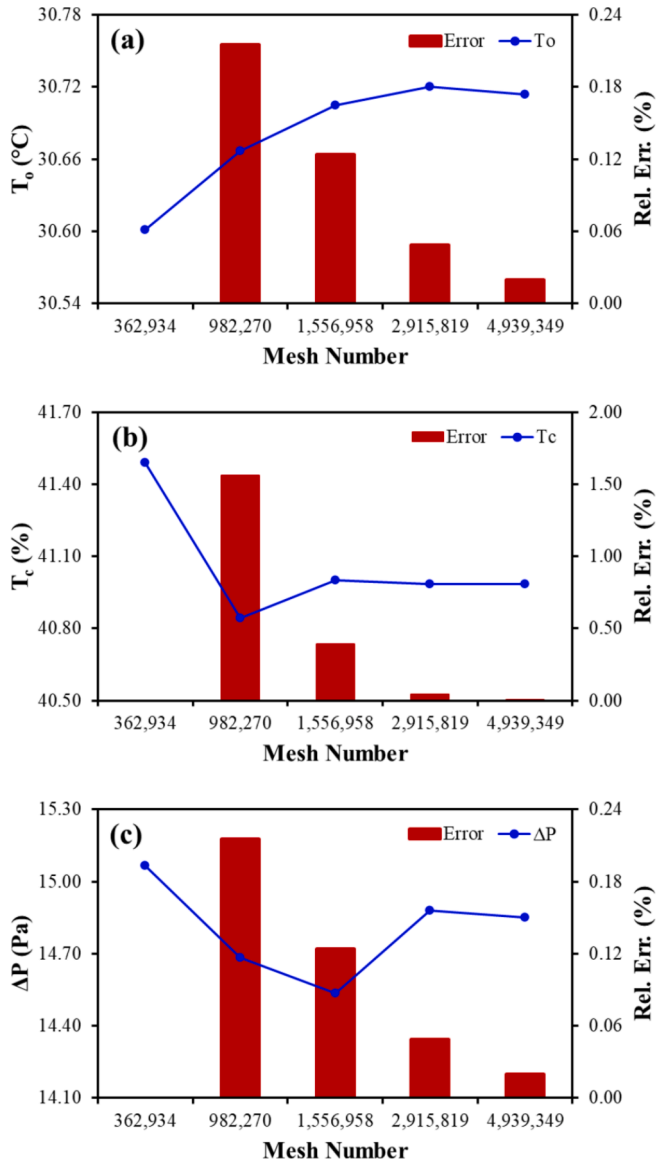 (a)
Error
To
30.78
30.72
30.66
30.60
30.54
T_o (°C)
0.24
0.18
0.12
0.06
0.00
Rel. Err. (%)
362,934 982,270 1,556,958 2,915,819 4,939,349
Mesh Number
(b)
Error
Tc
41.70
41.40
41.10
40.80
40.50
T_c (%)
2.00
1.50
1.00
0.50
0.00
Rel. Err. (%)
362,934 982,270 1,556,958 2,915,819 4,939,349
Mesh Number
(c)
Error
ΔP
15.30
15.00
14.70
14.40
14.10
ΔP (Pa)
0.24
0.18
0.12
0.06
0.00
Rel. Err. (%)
362,934 982,270 1,556,958 2,915,819 4,939,349
Mesh Number